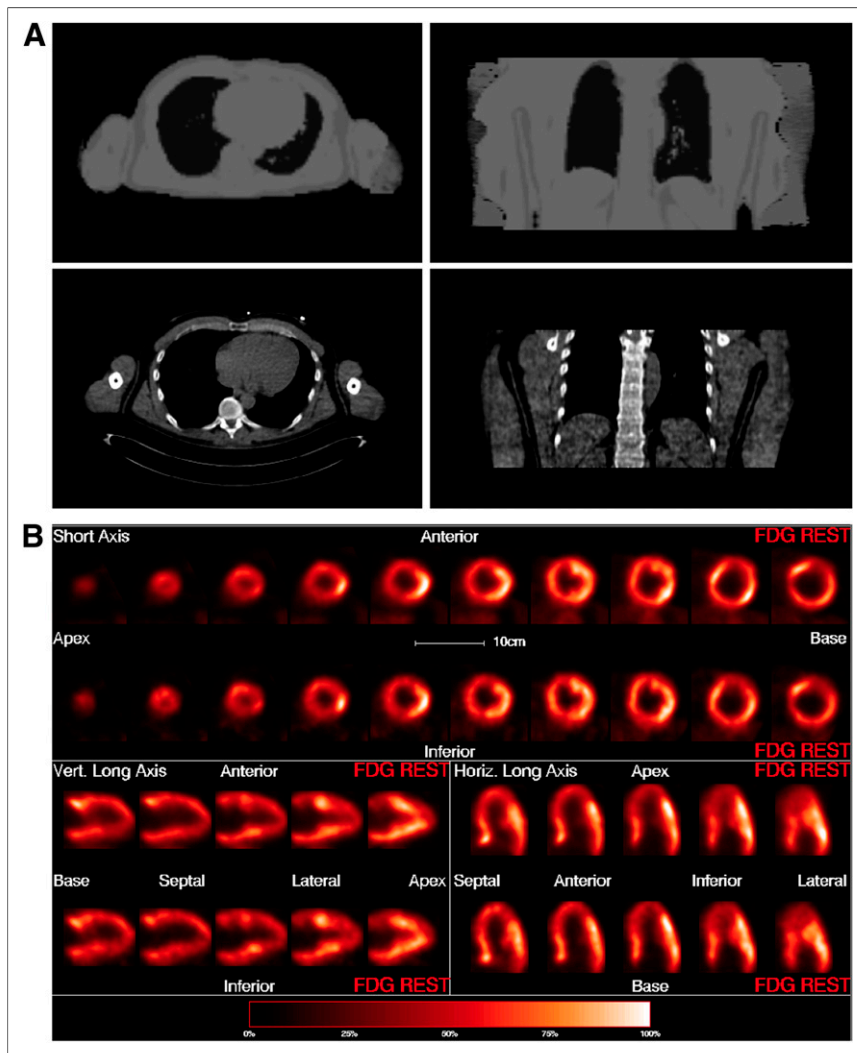 A
B
Short Axis Anterior FDG REST
Apex 10cm Base
Inferior FDG REST
Vert. Long Axis Anterior FDG REST
Horiz. Long Axis Apex FDG REST
Base Septal Lateral Apex
Septal Anterior Inferior Lateral
Inferior FDG REST
Base FDG REST
0% 25% 50% 75% 100%